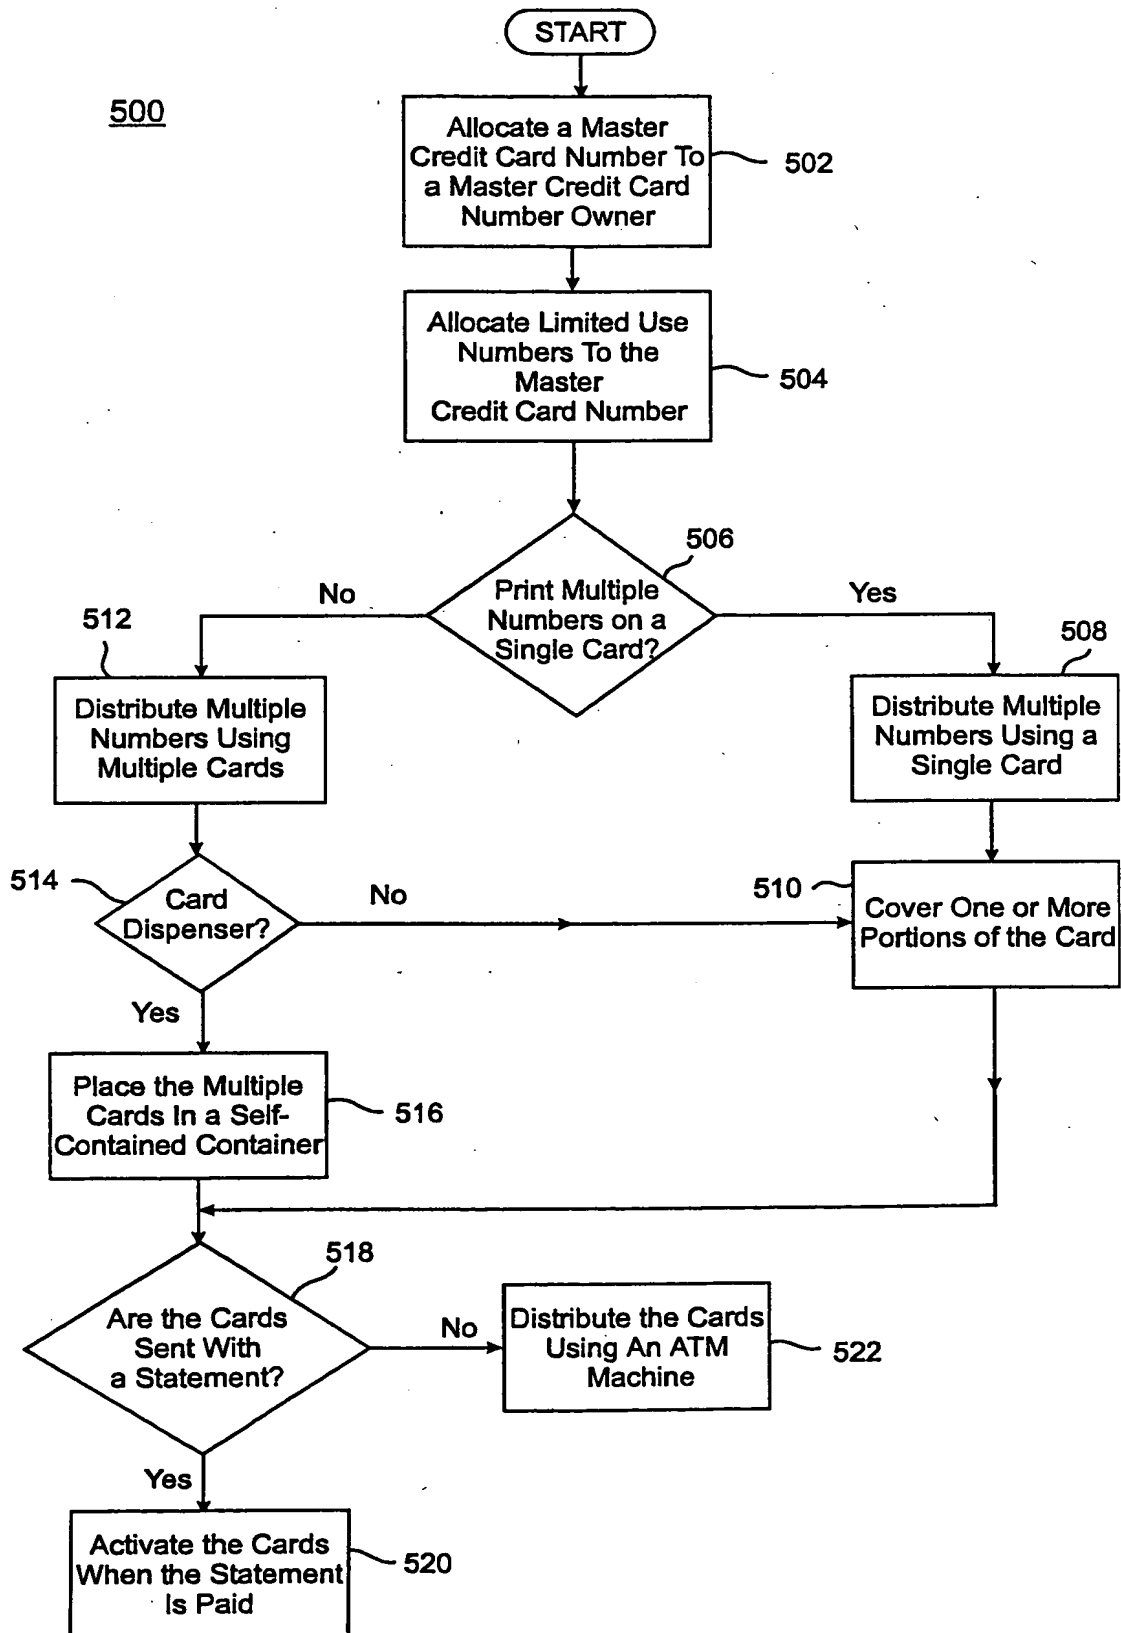 START
500
Allocate a Master
Credit Card Number To
a Master Credit Card
Number Owner
502
Allocate Limited Use
Numbers To the
Master
Credit Card Number
504
506
Print Multiple
Numbers on a
Single Card?
No
Yes
512
508
Distribute Multiple
Numbers Using
Multiple Cards
Distribute Multiple
Numbers Using a
Single Card
514
Card
Dispenser?
No
510
Cover One or More
Portions of the Card
Yes
Place the Multiple
Cards In a Self-
Contained Container
516
518
Are the Cards
Sent With
a Statement?
No
Distribute the Cards
Using An ATM
Machine
522
Yes
Activate the Cards
When the Statement
Is Paid
520